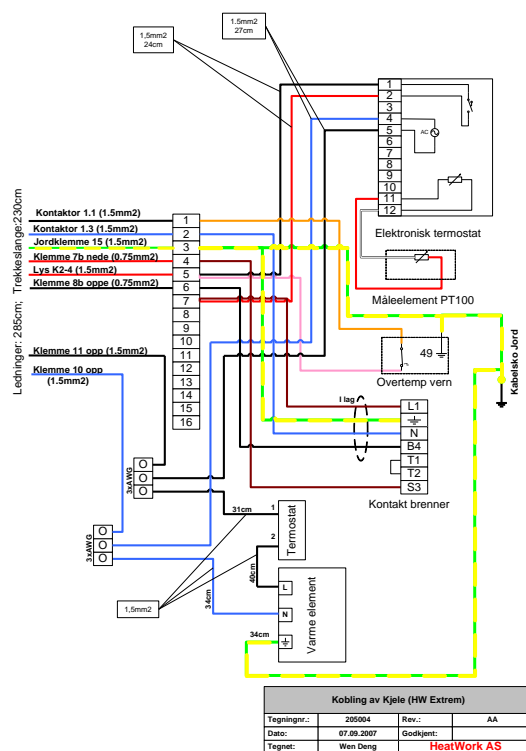 1,5mm2
24cm
1.5mm2
27cm
1
2
3
4
5
6
7
8
9
10
11
12
AC
Elektronisk termostat
Måleelement PT100
Ledninger: 285cm; Trekkeslange:230cm
Kontaktor 1.1 (1.5mm2)
Kontaktor 1.3 (1.5mm2)
Jordklemme 15 (1.5mm2)
Klemme 7b nede (0.75mm2)
Lys K2-4 (1.5mm2)
Klemme 8b oppe (0.75mm2)
Klemme 11 opp (1.5mm2)
Klemme 10 opp
(1.5mm2)
1
2
3
4
5
6
7
8
9
10
11
12
13
14
15
16
49
Overtemp vern
Kabelsko Jord
I lag
L1
N
B4
T1
T2
S3
Kontakt brenner
3xAWG
3xAWG
31cm
1
2
Termostat
40cm
34cm
34cm
L
N
Varme element
1,5mm2
Kobling av Kjele (HW Extrem)
Tegningnr.: 205004 Rev.: AA
Dato: 07.09.2007 Godkjent:
Tegnet: Wen Deng HeatWork AS